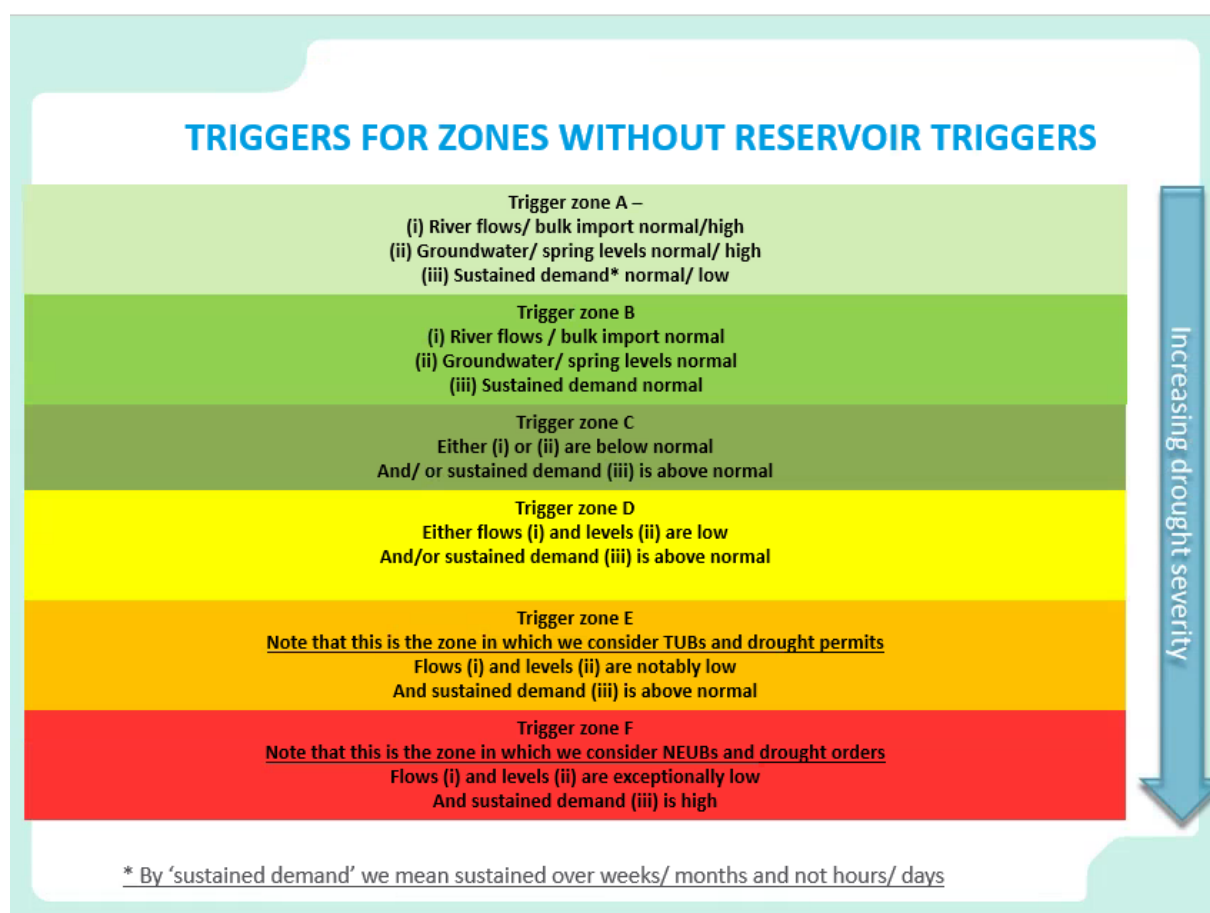 TRIGGERS FOR ZONES WITHOUT RESERVOIR TRIGGERS
Trigger zone A –
(i) River flows/ bulk import normal/high
(ii) Groundwater/ spring levels normal/ high
(iii) Sustained demand* normal/ low
Trigger zone B
(i) River flows / bulk import normal
(ii) Groundwater/ spring levels normal
(iii) Sustained demand normal
Trigger zone C
Either (i) or (ii) are below normal
And/ or sustained demand (iii) is above normal
Trigger zone D
Either flows (i) and levels (ii) are low
And/or sustained demand (iii) is above normal
Trigger zone E
Note that this is the zone in which we consider TUBs and drought permits
Flows (i) and levels (ii) are notably low
And sustained demand (iii) is above normal
Trigger zone F
Note that this is the zone in which we consider NEUBs and drought orders
Flows (i) and levels (ii) are exceptionally low
And sustained demand (iii) is high
Increasing drought severity
* By ‘sustained demand’ we mean sustained over weeks/ months and not hours/ days